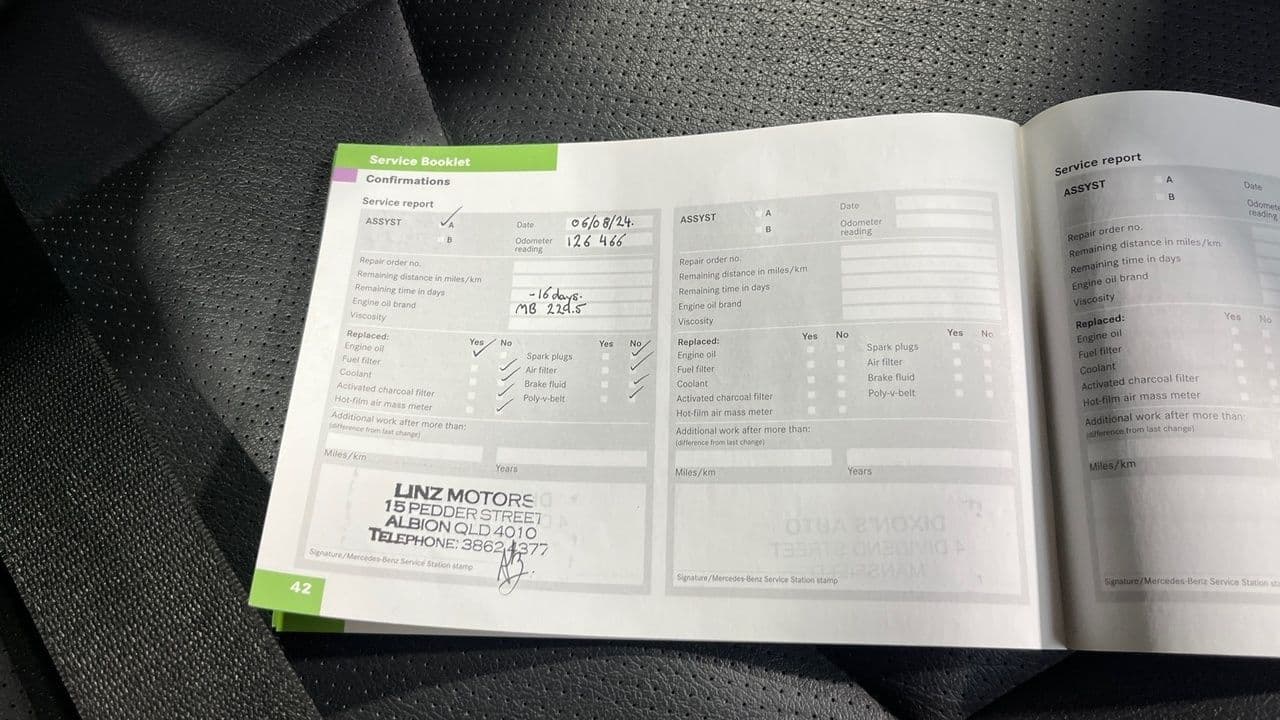 Service Booklet
Confirmations
Service report
ASSYST A
B
Date 06/08/24.
Odometer reading 126 466
Repair order no.
Remaining distance in miles/km
Remaining time in days -16 days.
Engine oil brand MB 229.5
Viscosity
Replaced: Yes No Yes No
Engine oil Spark plugs
Fuel filter Air filter
Coolant Brake fluid
Activated charcoal filter Poly-v-belt
Hot-film air mass meter
Additional work after more than:
(difference from last change)
Miles/km Years
LINZ MOTORS
15 PEDDER STREET
ALBION QLD 4010
TELEPHONE: 3862 4377
Signature/Mercedes-Benz Service Station stamp
42
ASSYST A
B
Date
Odometer reading
Repair order no.
Remaining distance in miles/km
Remaining time in days
Engine oil brand
Viscosity
Replaced: Yes No Yes No
Engine oil Spark plugs
Fuel filter Air filter
Coolant Brake fluid
Activated charcoal filter Poly-v-belt
Hot-film air mass meter
Additional work after more than:
(difference from last change)
Miles/km Years
DIXON'S AUTO
4 DIVIDEND STREET
MANSFIELD
Signature/Mercedes-Benz Service Station stamp
Service report
ASSYST A
B
Date
Odomete
reading
Repair order no.
Remaining distance in miles/km
Remaining time in days
Engine oil brand
Viscosity
Replaced: Yes No
Engine oil
Fuel filter
Coolant
Activated charcoal filter
Hot-film air mass meter
Additional work after more than:
(difference from last change)
Miles/km
Signature/Mercedes-Benz Service Station sta